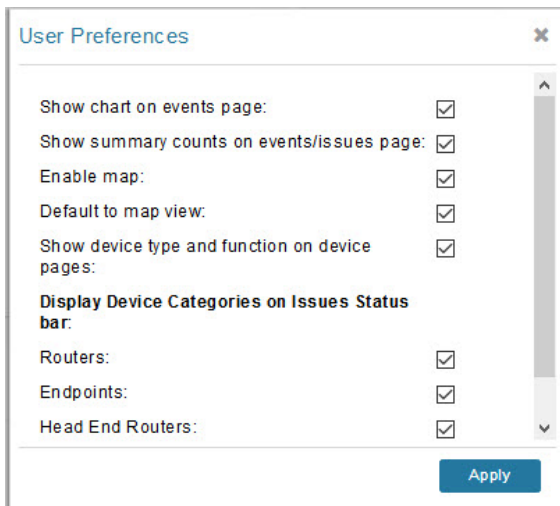 User Preferences
Show chart on events page:
Show summary counts on events/issues page:
Enable map:
Default to map view:
Show device type and function on device
pages:
Display Device Categories on Issues Status
bar:
Routers:
Endpoints:
Head End Routers:
Apply